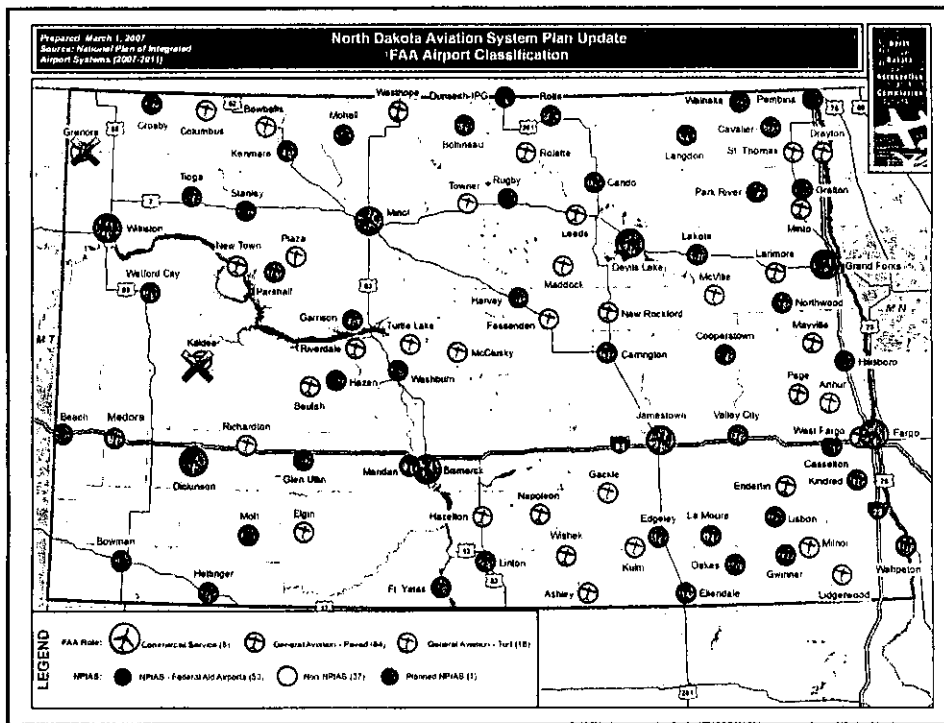 Prepared March 1, 2007
Source: National Plan of Integrated
Airport Systems (2007-2011)
North Dakota Aviation System Plan Update
FAA Airport Classification
North
Dakota
Aeronautics
Commission
Crosby
Columbus
Bowbells
Mohall
Westhope
Dunseith-IPG
Rolla
Walhalla
Pembina
Grenora
Kenmare
Bottineau
Rolette
Langdon
Cavalier
St. Thomas
Drayton
Tioga
Stanley
Towner
Rugby
Cando
Park River
Grafton
Williston
Minot
Leeds
Minto
New Town
Plaza
Devils Lake
Lakota
Larimore
Grand Forks
Watford City
Parshall
Maddock
McVille
Northwood
MN
Harvey
Garrison
Turtle Lake
Fessenden
New Rockford
Cooperstown
Mayville
MT
Riverdale
McClusky
Carrington
Hillsboro
Hazen
Washburn
Page
Arthur
Beulah
Beach
Medora
Richardton
Jamestown
Valley City
West Fargo
Fargo
Dickinson
Glen Ullin
Mandan
Bismarck
Casselton
Kindred
Gackle
Enderlin
Napoleon
Mott
Elgin
Hazelton
Edgeley
La Moure
Lisbon
Bowman
Wishek
Milnor
Linton
Kulm
Oakes
Gwinner
Wahpeton
Hettinger
Ft. Yates
Ashley
Ellendale
Lidgerwood
LEGEND
FAA Role:
Commercial Service (8)
General Aviation - Paved (64)
General Aviation - Turf (18)
NPIAS:
NPIAS - Federal Aid Airports (53)
Non NPIAS (37)
Planned NPIAS (1)